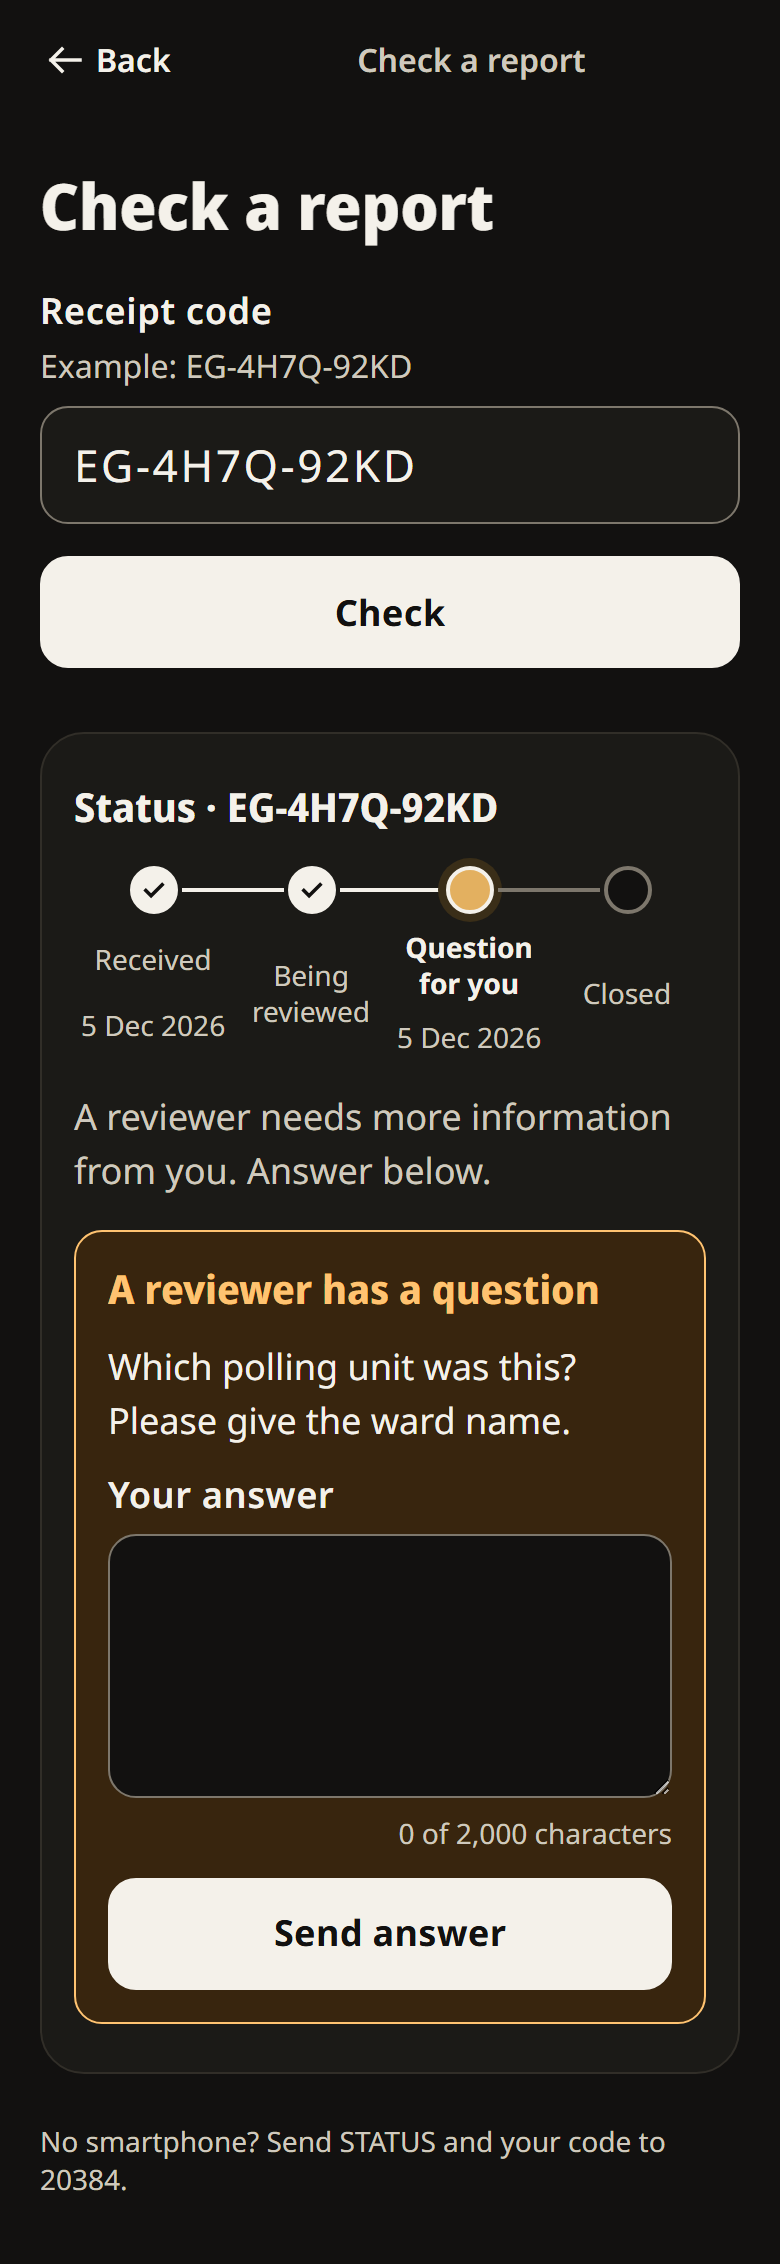 Back
Check a report
Check a report
Receipt code
Example: EG-4H7Q-92KD
EG-4H7Q-92KD
Check
Status · EG-4H7Q-92KD
Received
5 Dec 2026
Being
reviewed
Question
for you
5 Dec 2026
Closed
A reviewer needs more information
from you. Answer below.
A reviewer has a question
Which polling unit was this?
Please give the ward name.
Your answer
0 of 2,000 characters
Send answer
No smartphone? Send STATUS and your code to
20384.